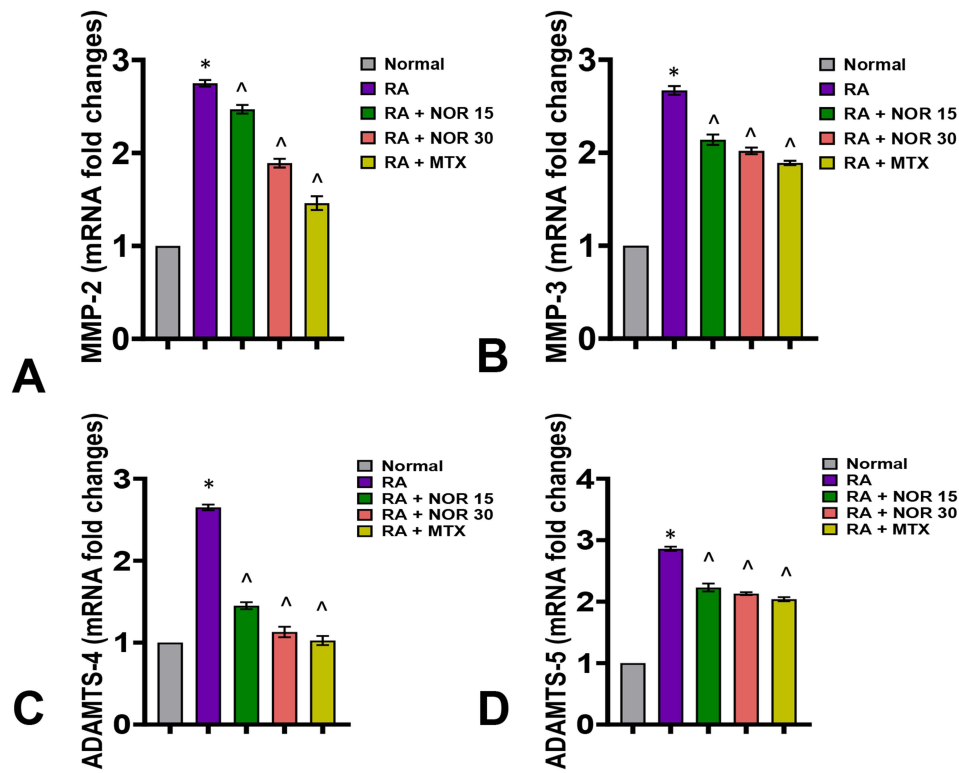 MMP-2 (mRNA fold changes)
3
2
1
0
*
^
^
^
Normal
RA
RA + NOR 15
RA + NOR 30
RA + MTX
A
MMP-3 (mRNA fold changes)
3
2
1
0
*
^
^
^
Normal
RA
RA + NOR 15
RA + NOR 30
RA + MTX
B
ADAMTS-4 (mRNA fold changes)
3
2
1
0
*
^
^
^
Normal
RA
RA + NOR 15
RA + NOR 30
RA + MTX
C
ADAMTS-5 (mRNA fold changes)
4
3
2
1
0
*
^
^
^
Normal
RA
RA + NOR 15
RA + NOR 30
RA + MTX
D